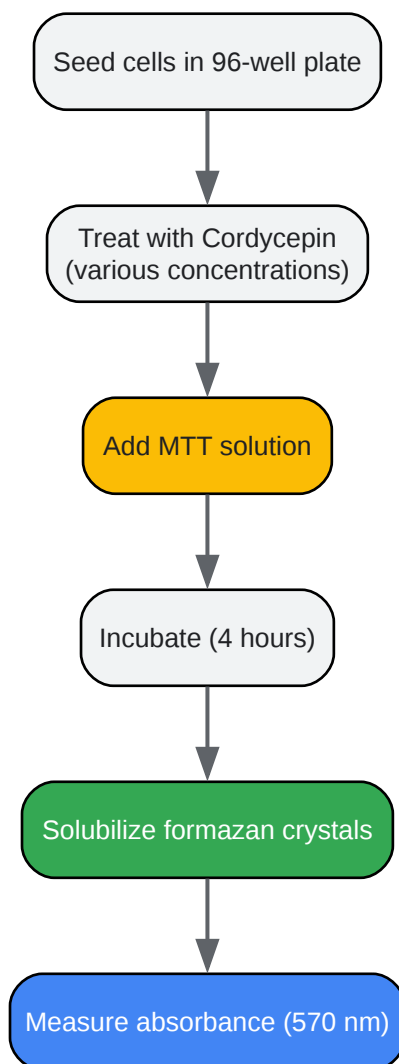 Seed cells in 96-well plate
Treat with Cordycepin
(various concentrations)
Add MTT solution
Incubate (4 hours)
Solubilize formazan crystals
Measure absorbance (570 nm)